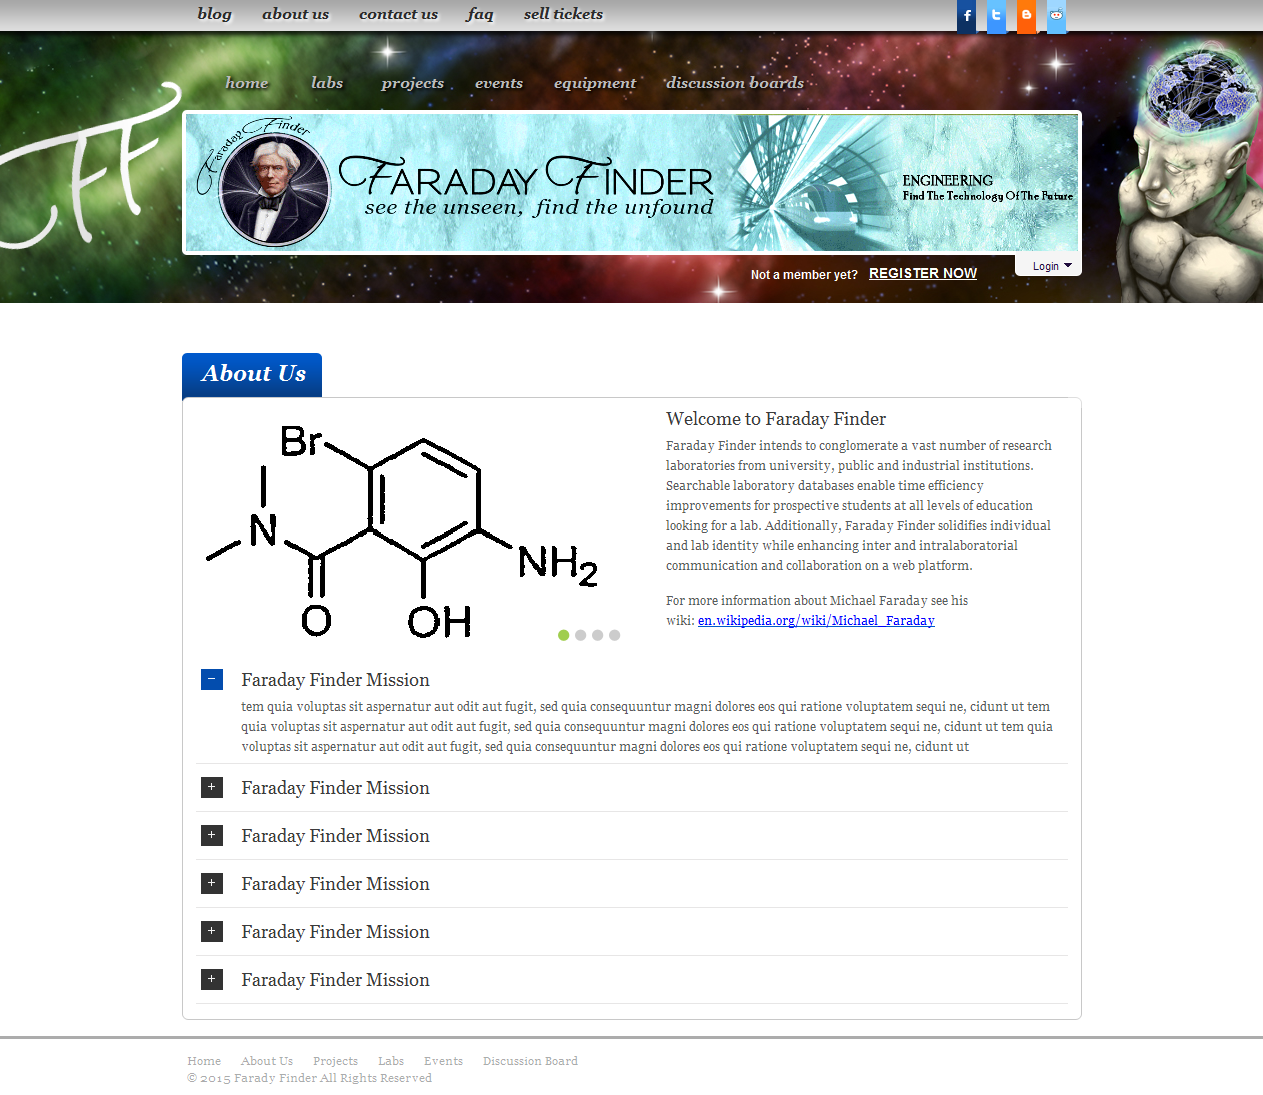 blog about us contact us faq sell tickets
home labs projects events equipment discussion boards
FF
Faraday Finder
FARADAY FINDER
see the unseen, find the unfound
ENGINEERING
Find The Technology Of The Future
Not a member yet? REGISTER NOW
Login
About Us
Br
N
O
OH
NH2
Welcome to Faraday Finder
Faraday Finder intends to conglomerate a vast number of research
laboratories from university, public and industrial institutions.
Searchable laboratory databases enable time efficiency
improvements for prospective students at all levels of education
looking for a lab. Additionally, Faraday Finder solidifies individual
and lab identity while enhancing inter and intralaboratorial
communication and collaboration on a web platform.
For more information about Michael Faraday see his
wiki: en.wikipedia.org/wiki/Michael_Faraday
Faraday Finder Mission
tem quia voluptas sit aspernatur aut odit aut fugit, sed quia consequuntur magni dolores eos qui ratione voluptatem sequi ne, cidunt ut tem
quia voluptas sit aspernatur aut odit aut fugit, sed quia consequuntur magni dolores eos qui ratione voluptatem sequi ne, cidunt ut tem quia
voluptas sit aspernatur aut odit aut fugit, sed quia consequuntur magni dolores eos qui ratione voluptatem sequi ne, cidunt ut
Faraday Finder Mission
Faraday Finder Mission
Faraday Finder Mission
Faraday Finder Mission
Faraday Finder Mission
Home About Us Projects Labs Events Discussion Board
© 2015 Farady Finder All Rights Reserved